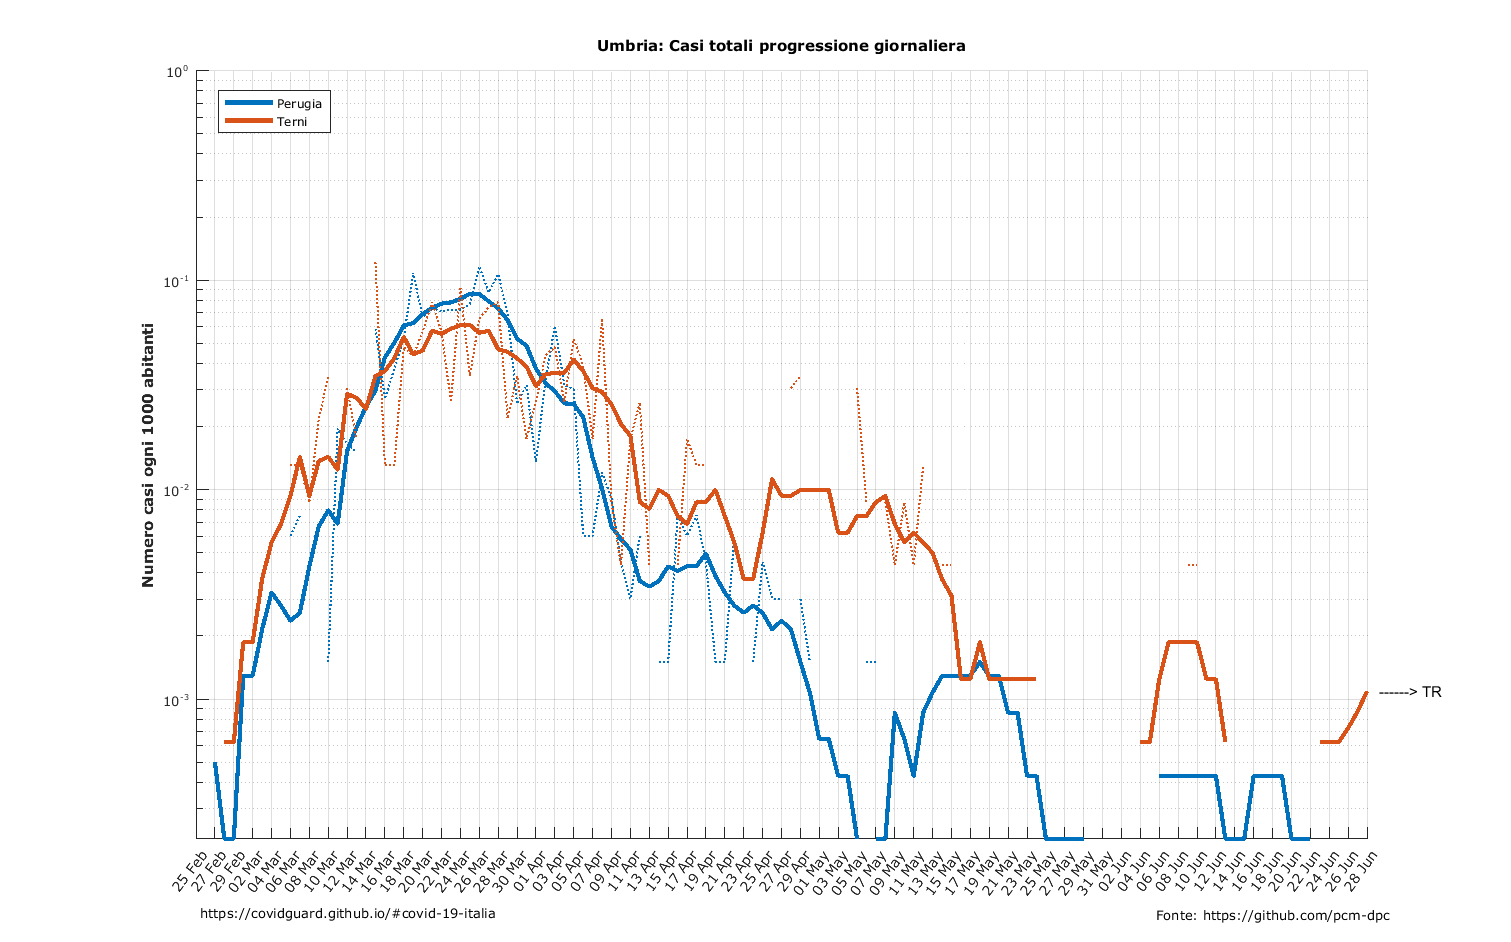 Umbria: Casi totali progressione giornaliera
Numero casi ogni 1000 abitanti
10⁰
10⁻¹
10⁻²
10⁻³
Perugia
Terni
------> TR
25 Feb
27 Feb
29 Feb
02 Mar
04 Mar
06 Mar
08 Mar
10 Mar
12 Mar
14 Mar
16 Mar
18 Mar
20 Mar
22 Mar
24 Mar
26 Mar
28 Mar
30 Mar
01 Apr
03 Apr
05 Apr
07 Apr
09 Apr
11 Apr
13 Apr
15 Apr
17 Apr
19 Apr
21 Apr
23 Apr
25 Apr
27 Apr
29 Apr
01 May
03 May
05 May
07 May
09 May
11 May
13 May
15 May
17 May
19 May
21 May
23 May
25 May
27 May
29 May
31 May
02 Jun
04 Jun
06 Jun
08 Jun
10 Jun
12 Jun
14 Jun
16 Jun
18 Jun
20 Jun
22 Jun
24 Jun
26 Jun
28 Jun
https://covidguard.github.io/#covid-19-italia
Fonte: https://github.com/pcm-dpc